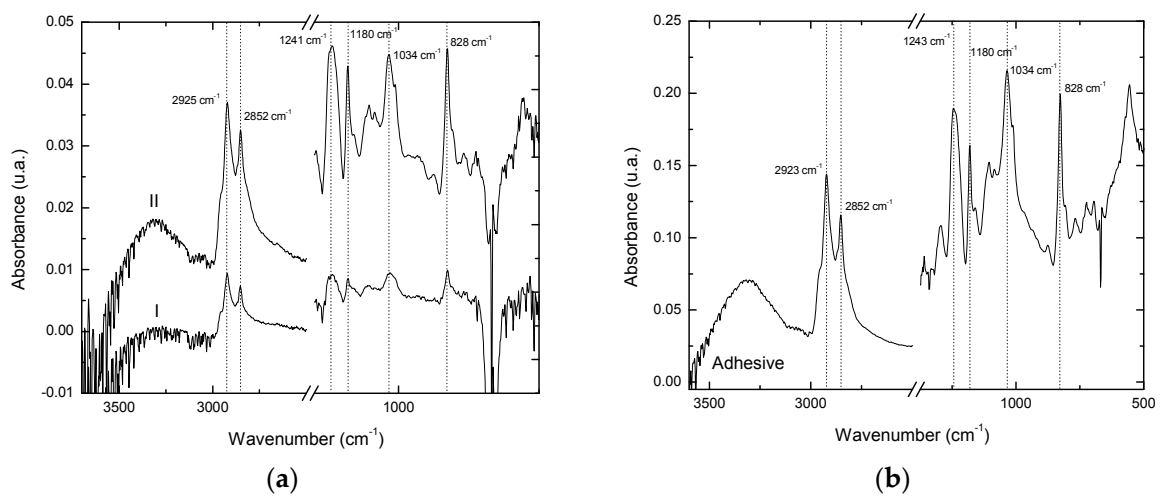 0.05
0.04
0.03
0.02
0.01
0.00
-0.01
Absorbance (u.a.)
1241 cm⁻¹
1180 cm⁻¹
1034 cm⁻¹
828 cm⁻¹
2925 cm⁻¹
2852 cm⁻¹
II
I
3500
3000
1000
Wavenumber (cm⁻¹)
(a)
0.25
0.20
0.15
0.10
0.05
0.00
Absorbance (u.a.)
1243 cm⁻¹
1180 cm⁻¹
1034 cm⁻¹
828 cm⁻¹
2923 cm⁻¹
2852 cm⁻¹
Adhesive
3500
3000
1000
500
Wavenumber (cm⁻¹)
(b)